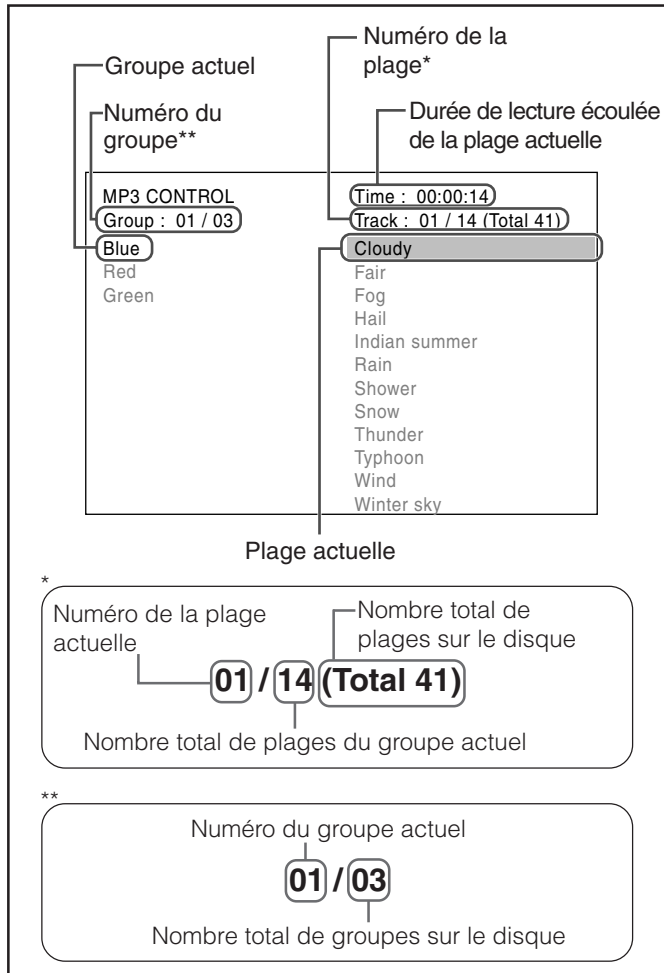 Numéro de la
plage*
Groupe actuel
Numéro du
groupe**
Durée de lecture écoulée
de la plage actuelle
MP3 CONTROL
Group : 01 / 03
Blue
Red
Green
Time : 00:00:14
Track : 01 / 14 (Total 41)
Cloudy
Fair
Fog
Hail
Indian summer
Rain
Shower
Snow
Thunder
Typhoon
Wind
Winter sky
Plage actuelle
*
Numéro de la plage
actuelle
Nombre total de
plages sur le disque
01 / 14 (Total 41)
Nombre total de plages du groupe actuel
**
Numéro du groupe actuel
01 / 03
Nombre total de groupes sur le disque